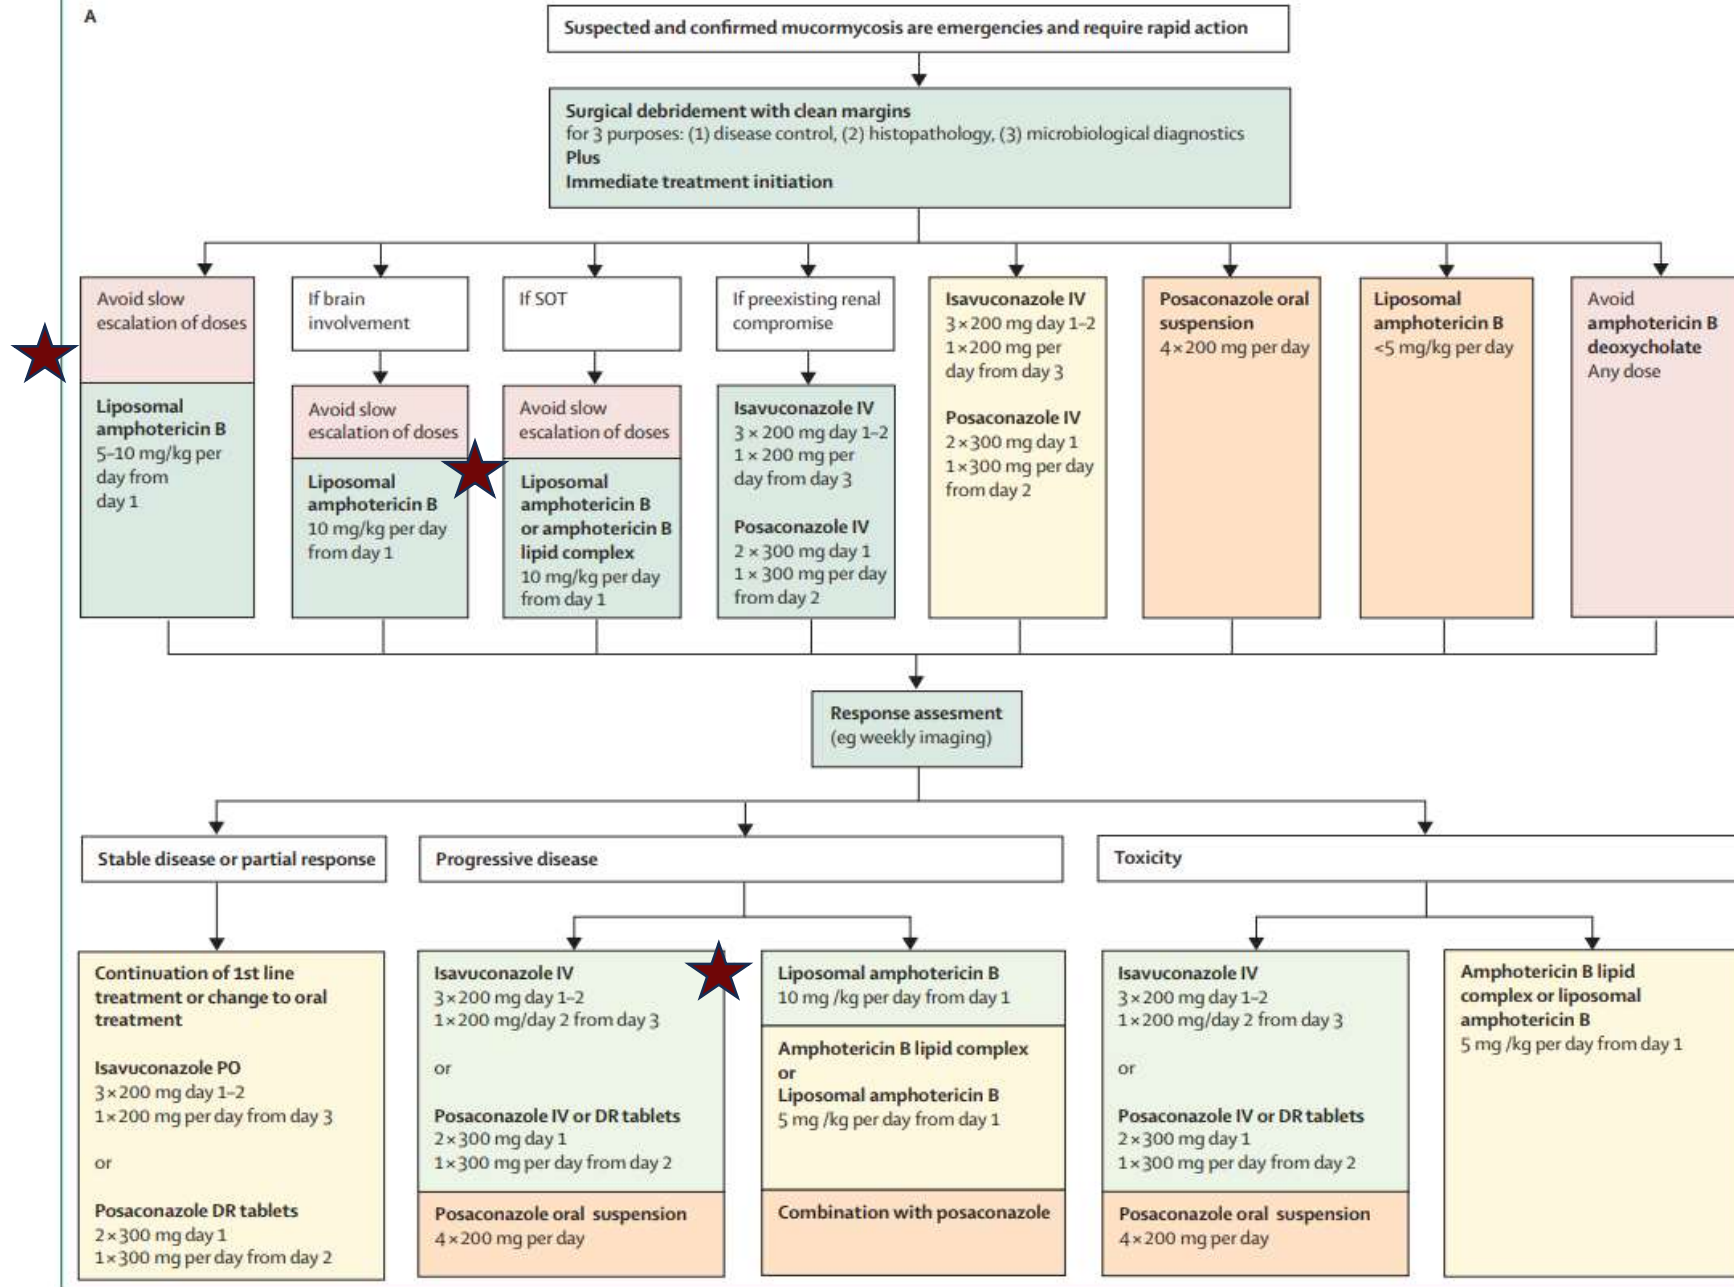 A
Suspected and confirmed mucormycosis are emergencies and require rapid action
Surgical debridement with clean margins
for 3 purposes: (1) disease control, (2) histopathology, (3) microbiological diagnostics
Plus
Immediate treatment initiation
Avoid slow
escalation of doses
Liposomal
amphotericin B
5–10 mg/kg per
day from
day 1
If brain
involvement
Avoid slow
escalation of doses
Liposomal
amphotericin B
10 mg/kg per day
from day 1
If SOT
Avoid slow
escalation of doses
Liposomal
amphotericin B
or amphotericin B
lipid complex
10 mg/kg per day
from day 1
If preexisting renal
compromise
Isavuconazole IV
3 × 200 mg day 1–2
1 × 200 mg per
day from day 3
Posaconazole IV
2 × 300 mg day 1
1 × 300 mg per day
from day 2
Isavuconazole IV
3 × 200 mg day 1–2
1 × 200 mg per
day from day 3
Posaconazole IV
2 × 300 mg day 1
1 × 300 mg per day
from day 2
Posaconazole oral
suspension
4 × 200 mg per day
Liposomal
amphotericin B
<5 mg/kg per day
Avoid
amphotericin B
deoxycholate
Any dose
Response assesment
(eg weekly imaging)
Stable disease or partial response
Continuation of 1st line
treatment or change to oral
treatment
Isavuconazole PO
3 × 200 mg day 1–2
1 × 200 mg per day from day 3
or
Posaconazole DR tablets
2 × 300 mg day 1
1 × 300 mg per day from day 2
Progressive disease
Isavuconazole IV
3 × 200 mg day 1–2
1 × 200 mg/day 2 from day 3
or
Posaconazole IV or DR tablets
2 × 300 mg day 1
1 × 300 mg per day from day 2
Posaconazole oral suspension
4 × 200 mg per day
Liposomal amphotericin B
10 mg /kg per day from day 1
Amphotericin B lipid complex
or
Liposomal amphotericin B
5 mg /kg per day from day 1
Combination with posaconazole
Toxicity
Isavuconazole IV
3 × 200 mg day 1–2
1 × 200 mg/day 2 from day 3
or
Posaconazole IV or DR tablets
2 × 300 mg day 1
1 × 300 mg per day from day 2
Posaconazole oral suspension
4 × 200 mg per day
Amphotericin B lipid
complex or liposomal
amphotericin B
5 mg /kg per day from day 1